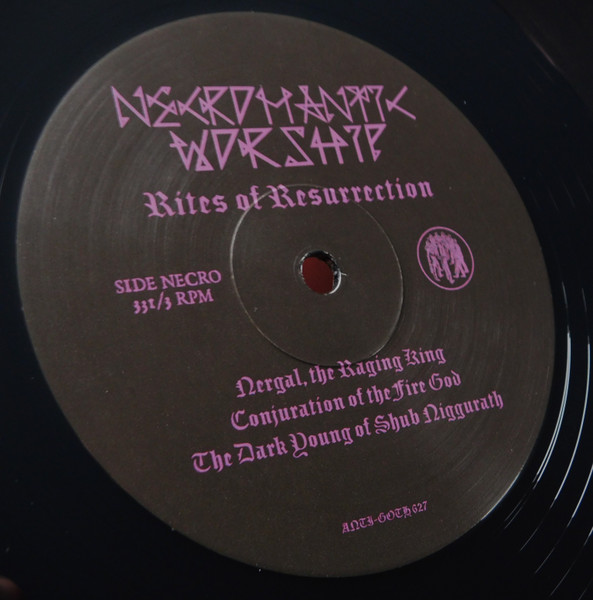 NECROMANTIC
WORSHIP
Rites of Resurrection
SIDE NECRO
33 1/3 RPM
Nergal, the Raging King
Conjuration of the Fire God
The Dark Young of Shub Niggurath
ANTI-GOTH 627